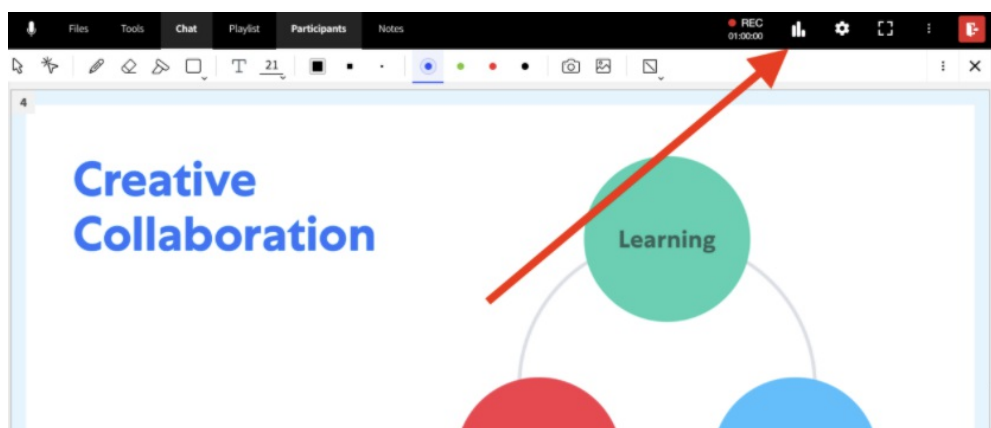 Files Tools Chat Playlist Participants Notes REC
01:00:00
T 21
4
Creative
Collaboration
Learning